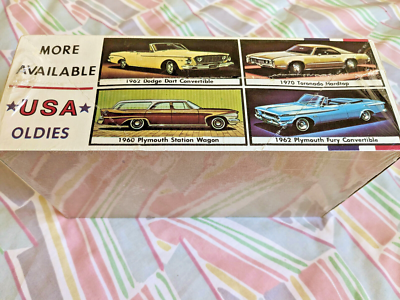 MORE
AVAILABLE
USA
OLDIES
1962 Dodge Dart Convertible
1970 Toronado Hardtop
1960 Plymouth Station Wagon
1962 Plymouth Fury Convertible